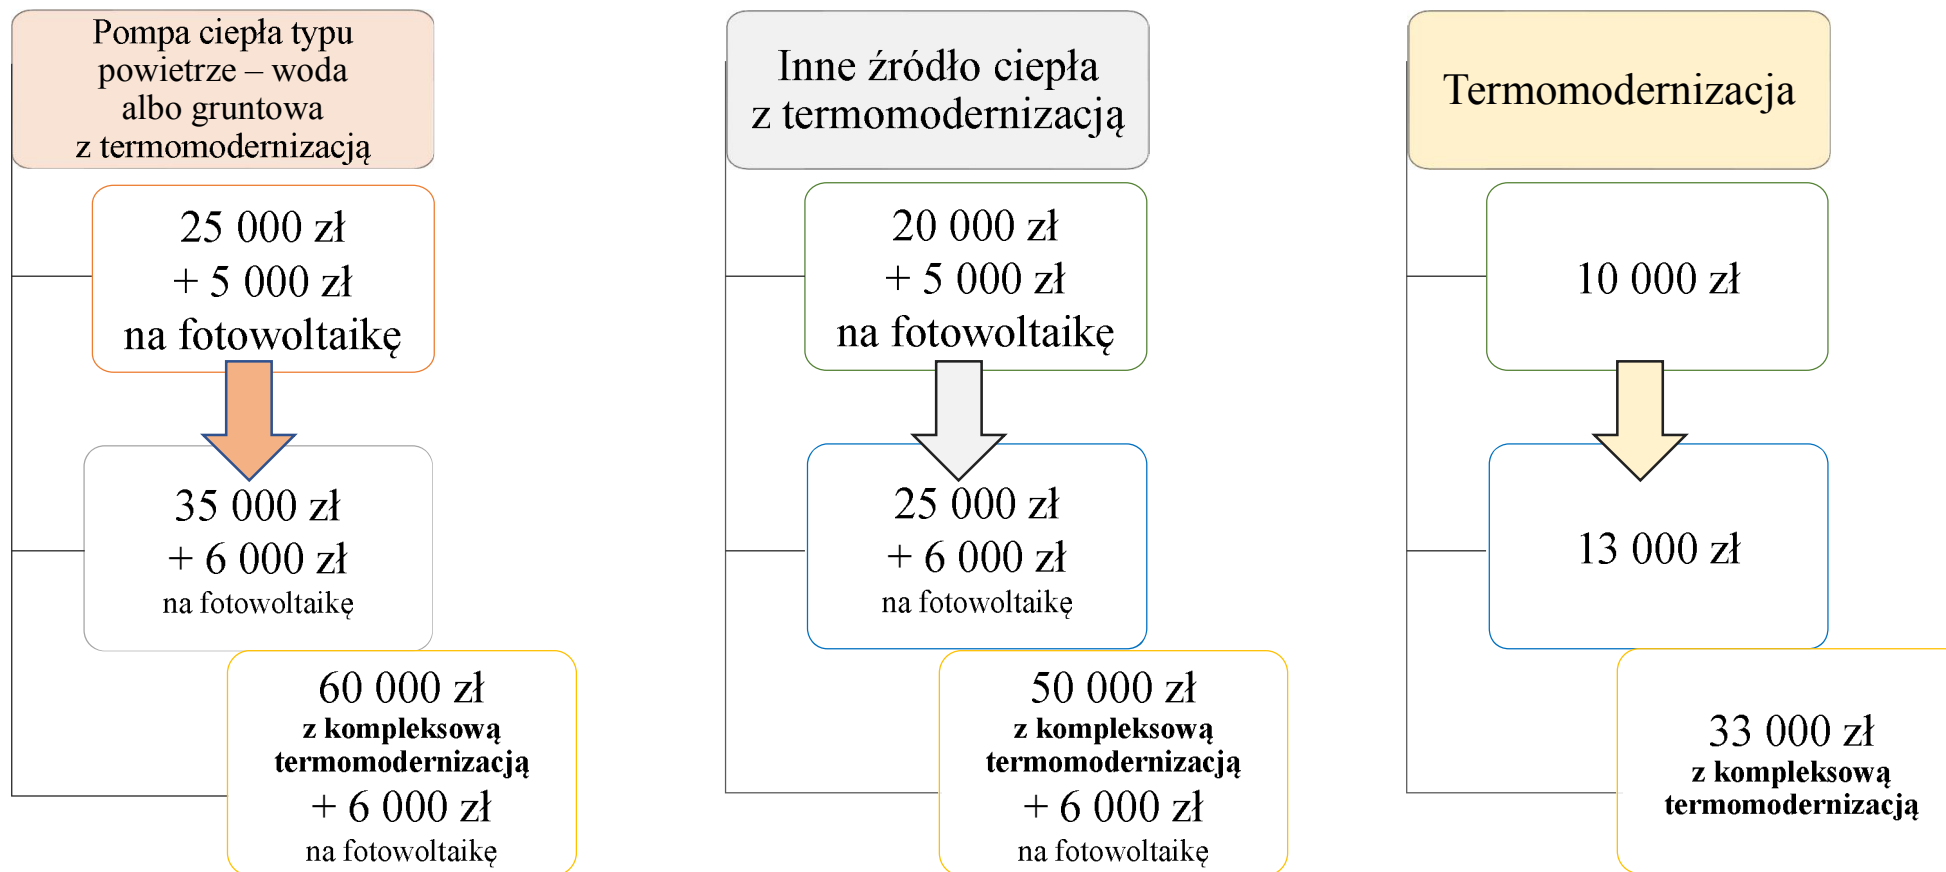 Pompa ciepła typu
powietrze – woda
albo gruntowa
z termomodernizacją
25 000 zł
+ 5 000 zł
na fotowoltaikę
35 000 zł
+ 6 000 zł
na fotowoltaikę
60 000 zł
z kompleksową
termomodernizacją
+ 6 000 zł
na fotowoltaikę
Inne źródło ciepła
z termomodernizacją
20 000 zł
+ 5 000 zł
na fotowoltaikę
25 000 zł
+ 6 000 zł
na fotowoltaikę
50 000 zł
z kompleksową
termomodernizacją
+ 6 000 zł
na fotowoltaikę
Termomodernizacja
10 000 zł
13 000 zł
33 000 zł
z kompleksową
termomodernizacją